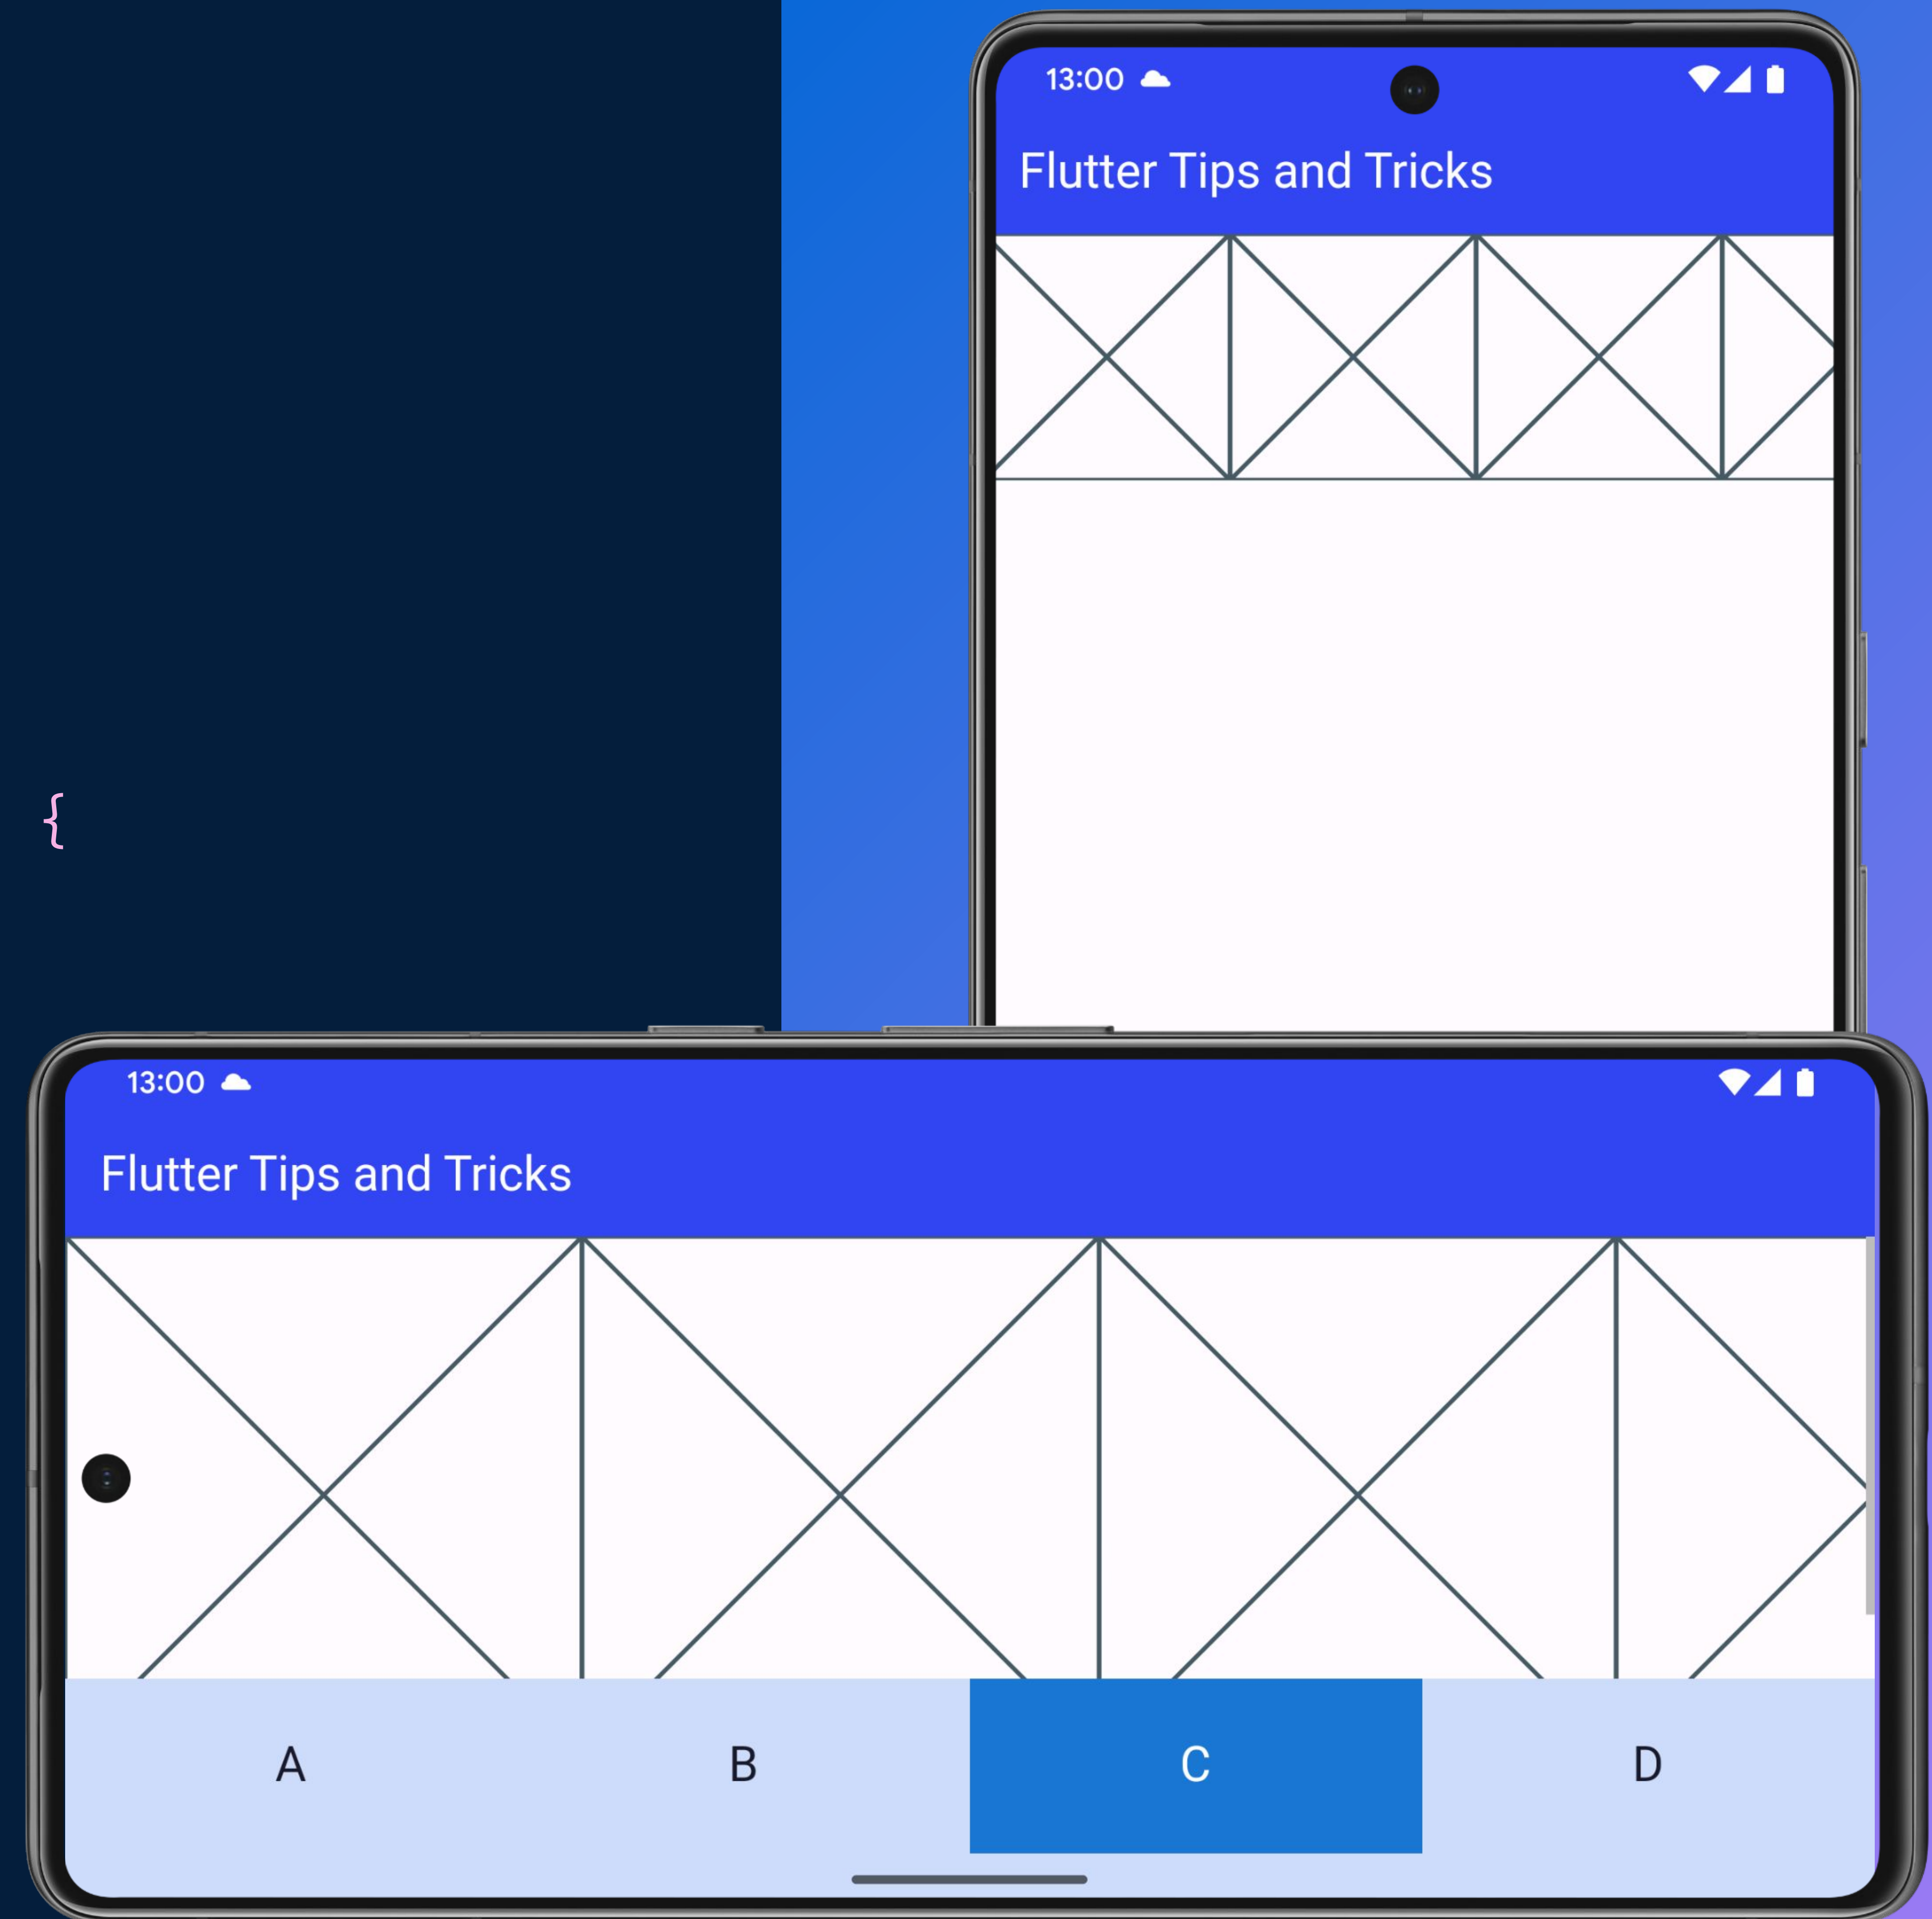 13:00
Flutter Tips and Tricks
{
13:00
Flutter Tips and Tricks
A B C D